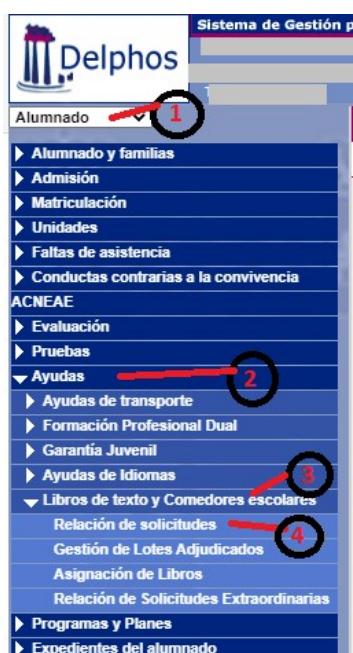 Sistema de Gestión p
Delphos
Alumnado
1
Alumnado y familias
Admisión
Matriculación
Unidades
Faltas de asistencia
Conductas contrarias a la convivencia
ACNEAE
Evaluación
Pruebas
Ayudas
2
Ayudas de transporte
Formación Profesional Dual
Garantía Juvenil
Ayudas de Idiomas
3
Libros de texto y Comedores escolares
Relación de solicitudes
4
Gestión de Lotes Adjudicados
Asignación de Libros
Relación de Solicitudes Extraordinarias
Programas y Planes
Expedientes del alumnado